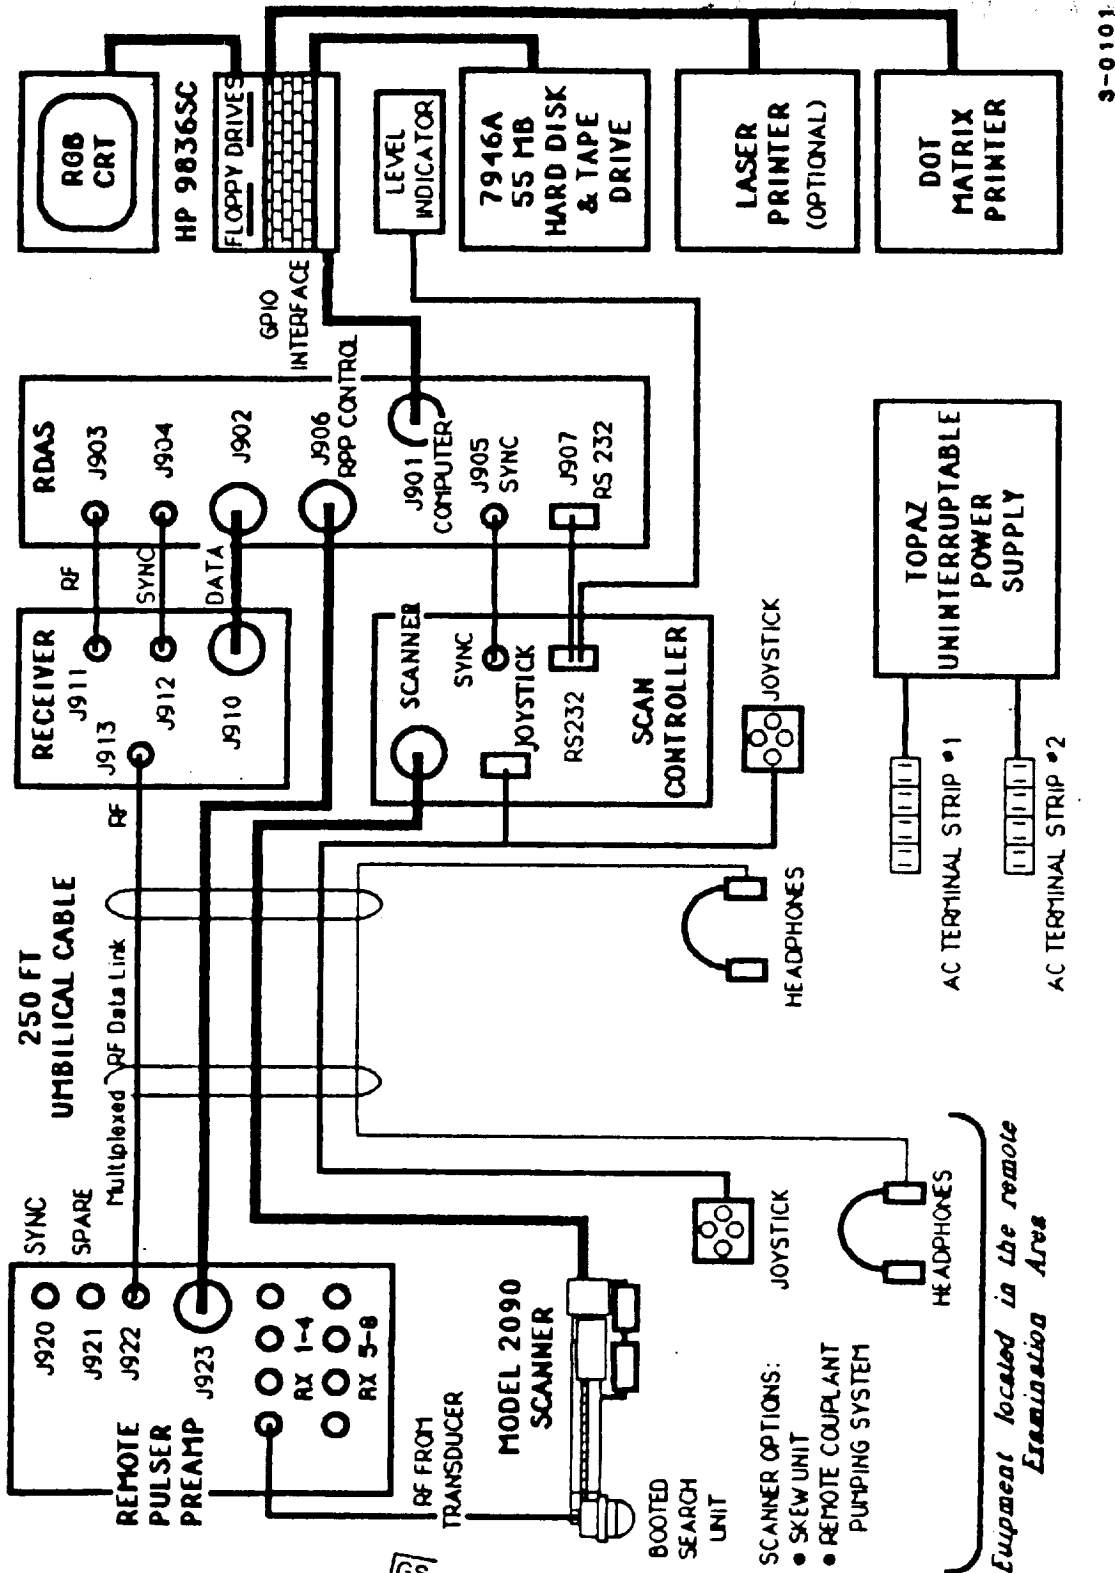 REMOTE
PULSER
PREAMP
J920
SYNC
J921
SPARE
J922
J923
RX 1-4
RX 5-8
250 FT
UMBILICAL CABLE
Multiplexed RF Data Link
RF
RECEIVER
J913
J911
J912
J910
RF
SYNC
DATA
RDAS
J903
J904
J902
J906
RPP CONTROL
J901
COMPUTER
J905
SYNC
J907
RS 232
GPIO
INTERFACE
RGB
CRT
HP 9836SC
FLOPPY DRIVES
LEVEL
INDICATOR
7946A
55 MB
HARD DISK
& TAPE
DRIVE
LASER
PRINTER
(OPTIONAL)
DOT
MATRIX
PRINTER
SCANNER
SYNC
JOYSTICK
RS232
SCAN
CONTROLLER
JOYSTICK
HEADPHONES
RF FROM
TRANSDUCER
MODEL 2090
SCANNER
BOOTED
SEARCH
UNIT
JOYSTICK
HEADPHONES
SCANNER OPTIONS:
• SKEW UNIT
• REMOTE COUPLANT
PUMPING SYSTEM
TOPAZ
UNINTERRUPTABLE
POWER
SUPPLY
AC TERMINAL STRIP #1
AC TERMINAL STRIP #2
Euipment located in the remote
Examination Area
3-0101